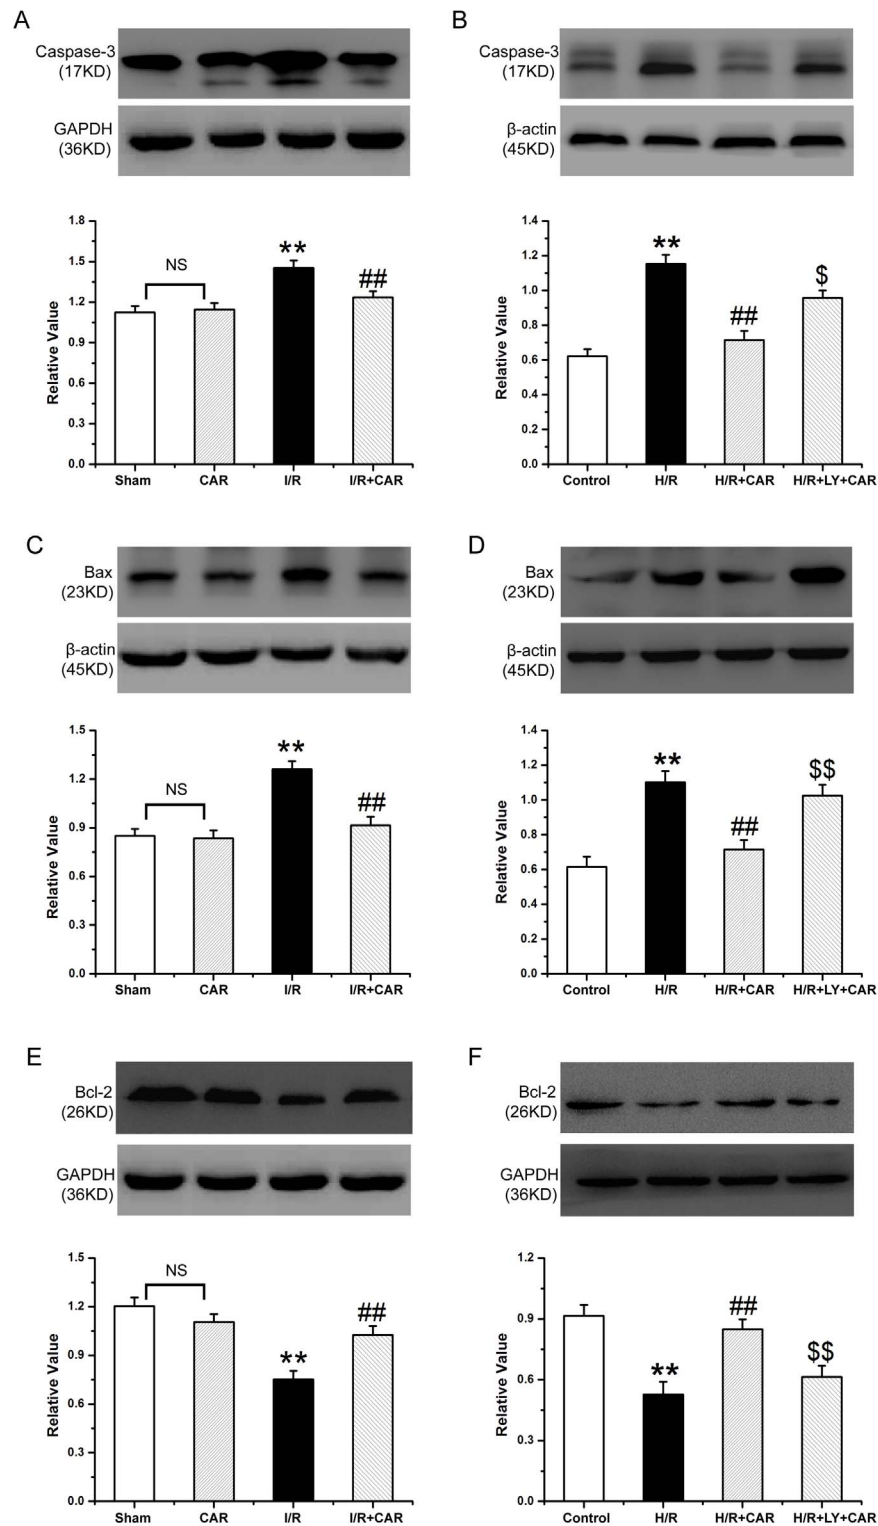 A
Caspase-3
(17KD)
GAPDH
(36KD)
1.8
1.5
1.2
0.9
0.6
0.3
0.0
Relative Value
NS
**
##
Sham CAR I/R I/R+CAR
B
Caspase-3
(17KD)
β-actin
(45KD)
1.4
1.2
1.0
0.8
0.6
0.4
0.2
0.0
Relative Value
**
##
$
Control H/R H/R+CAR H/R+LY+CAR
C
Bax
(23KD)
β-actin
(45KD)
1.5
1.2
0.9
0.6
0.3
0.0
Relative Value
NS
**
##
Sham CAR I/R I/R+CAR
D
Bax
(23KD)
β-actin
(45KD)
1.4
1.2
1.0
0.8
0.6
0.4
0.2
0.0
Relative Value
**
##
$$
Control H/R H/R+CAR H/R+LY+CAR
E
Bcl-2
(26KD)
GAPDH
(36KD)
1.5
1.2
0.9
0.6
0.3
0.0
Relative Value
NS
**
##
Sham CAR I/R I/R+CAR
F
Bcl-2
(26KD)
GAPDH
(36KD)
1.2
0.9
0.6
0.3
0.0
Relative Value
**
##
$$
Control H/R H/R+CAR H/R+LY+CAR